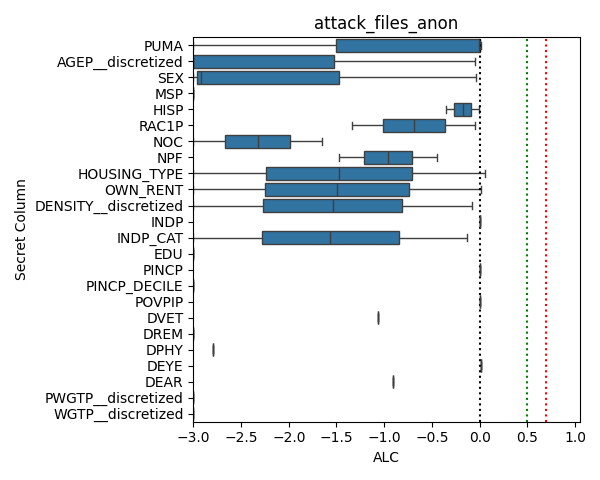 attack_files_anon
Secret Column
PUMA
AGEP__discretized
SEX
MSP
HISP
RAC1P
NOC
NPF
HOUSING_TYPE
OWN_RENT
DENSITY__discretized
INDP
INDP_CAT
EDU
PINCP
PINCP_DECILE
POVPIP
DVET
DREM
DPHY
DEYE
DEAR
PWGTP__discretized
WGTP__discretized
−3.0 −2.5 −2.0 −1.5 −1.0 −0.5 0.0 0.5 1.0
ALC